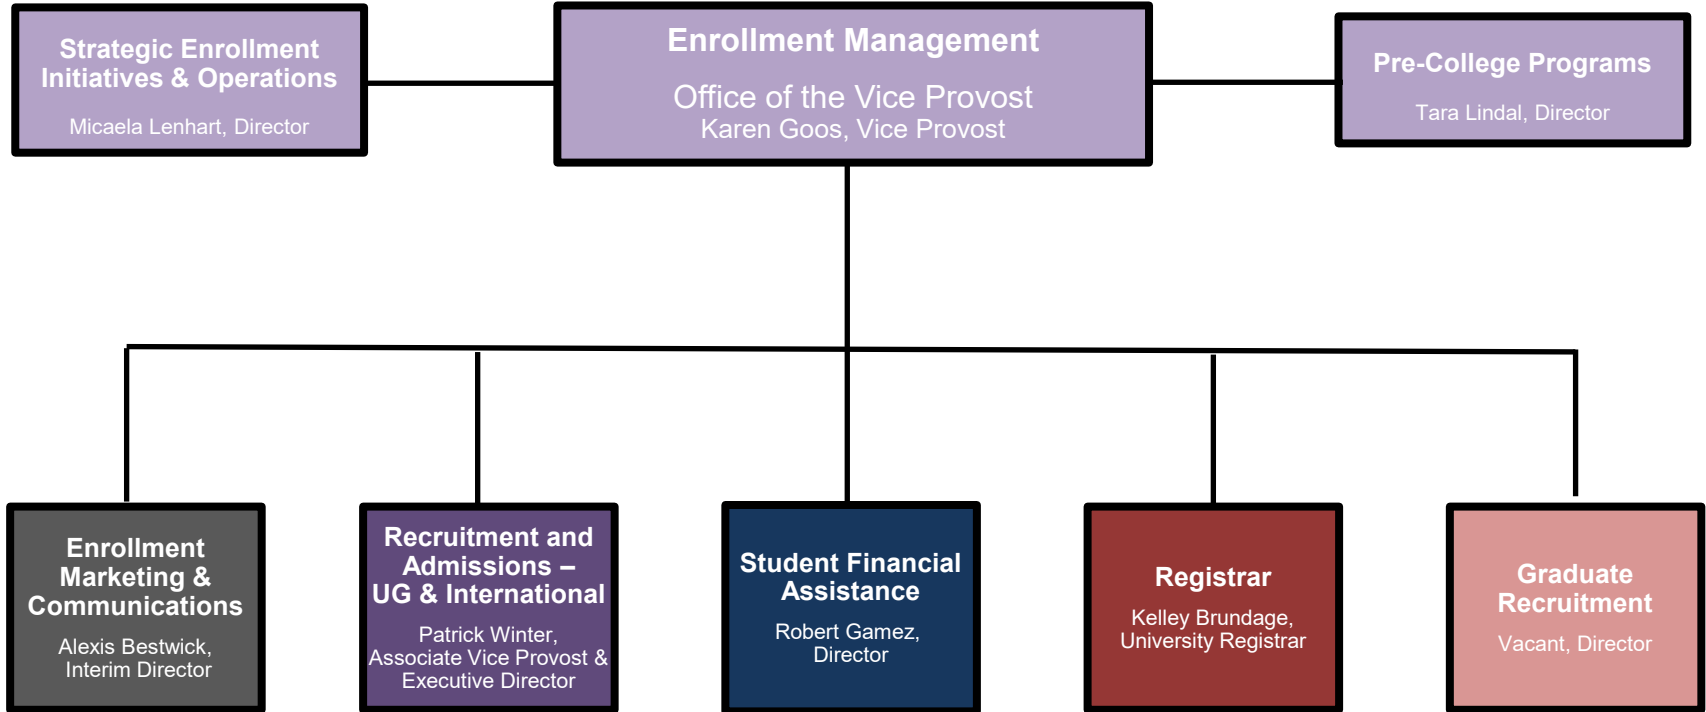 Strategic Enrollment
Initiatives & Operations
Micaela Lenhart, Director
Enrollment Management
Office of the Vice Provost
Karen Goos, Vice Provost
Pre-College Programs
Tara Lindal, Director
Enrollment
Marketing &
Communications
Alexis Bestwick,
Interim Director
Recruitment and
Admissions –
UG & International
Patrick Winter,
Associate Vice Provost &
Executive Director
Student Financial
Assistance
Robert Gamez,
Director
Registrar
Kelley Brundage,
University Registrar
Graduate
Recruitment
Vacant, Director